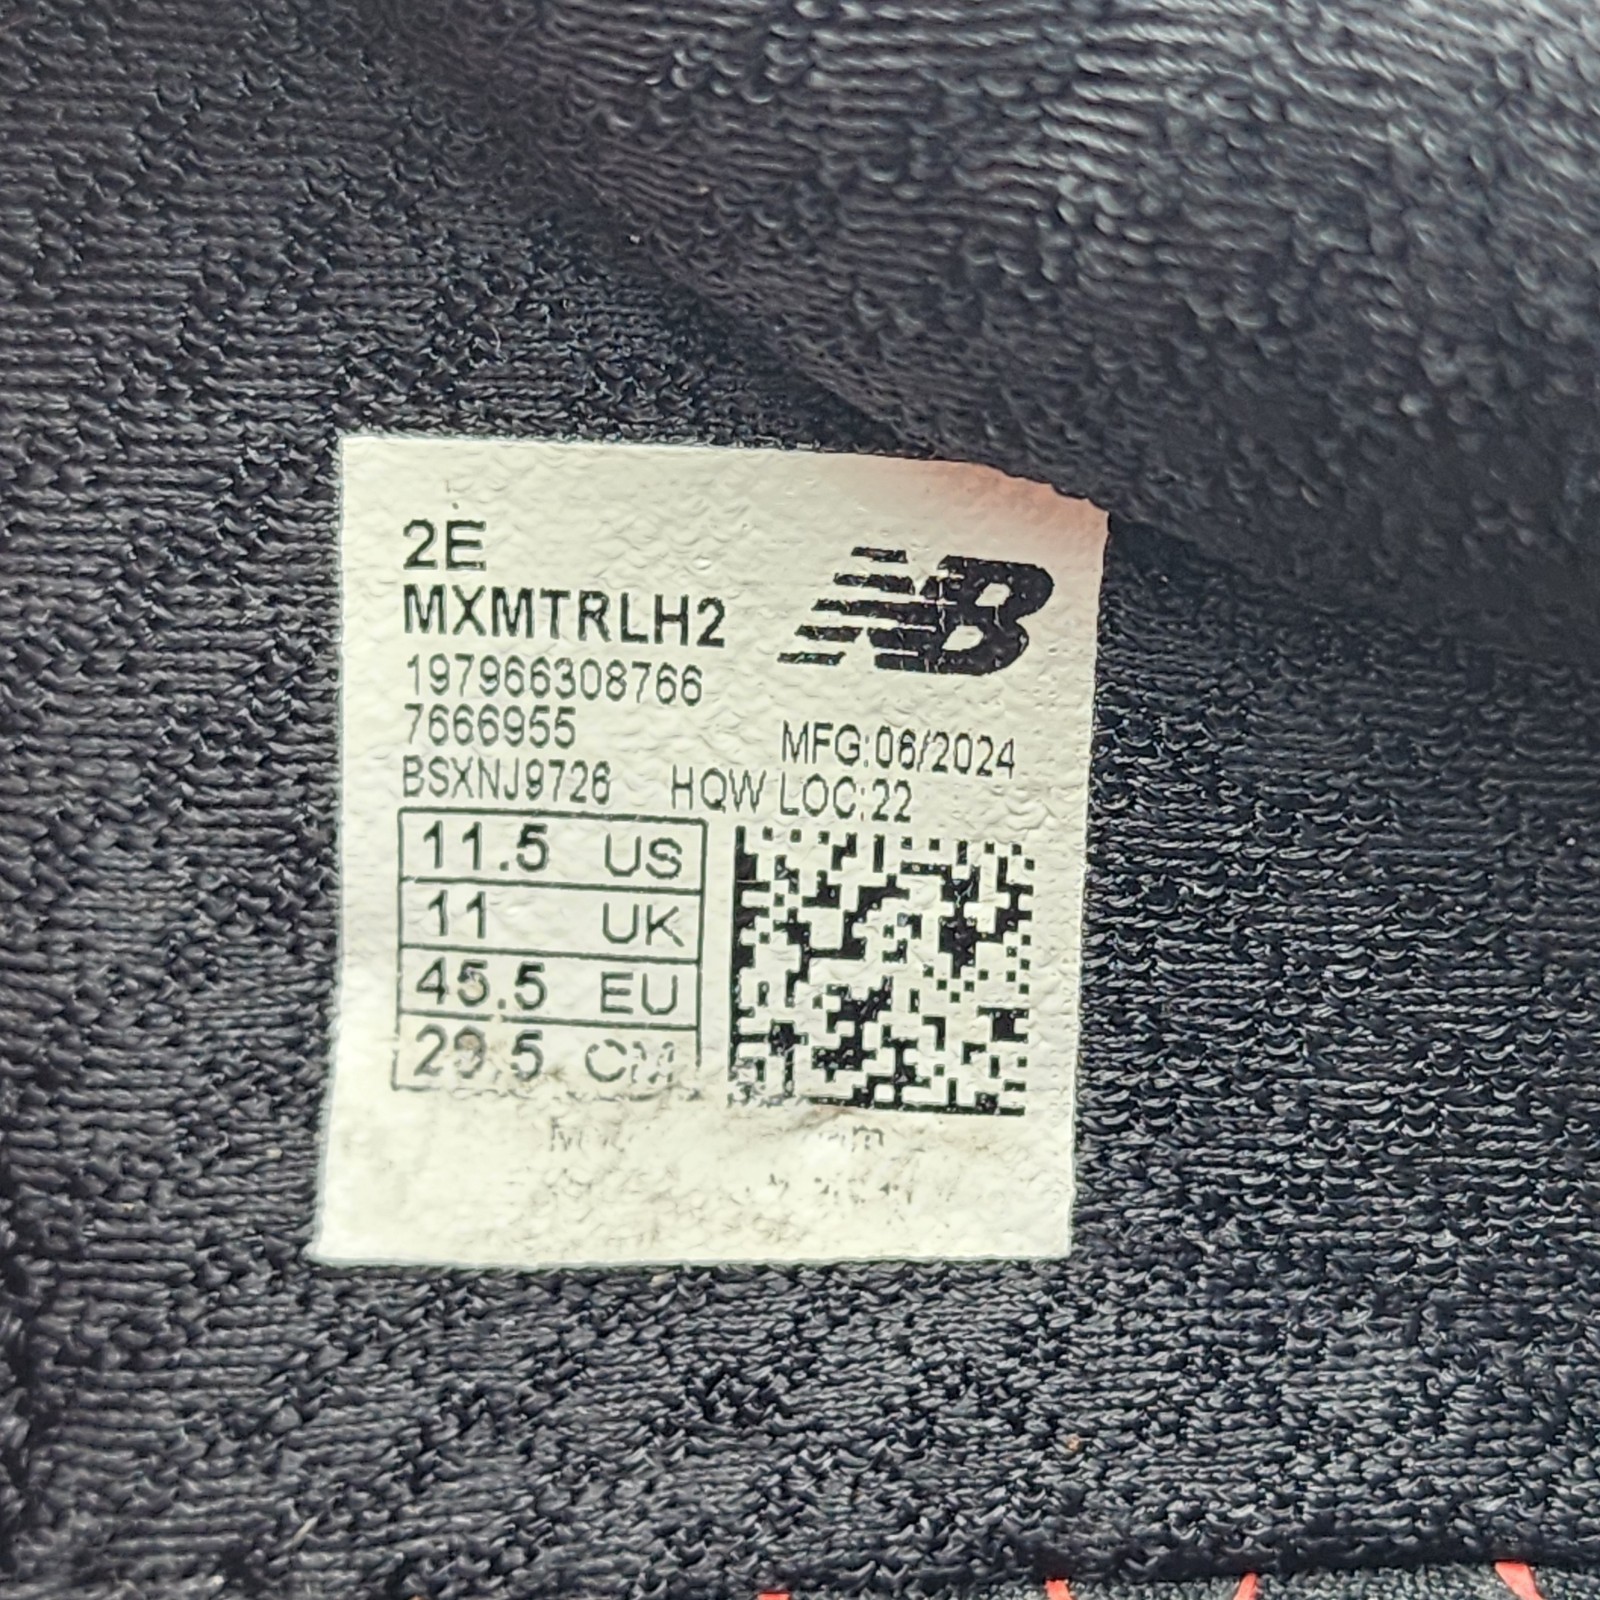 2E
MXMTRLH2
NB
197966308766
7666955
MFG:06/2024
BSXNJ9726 HQW LOC:22
11.5 US
11 UK
45.5 EU
29.5 CM